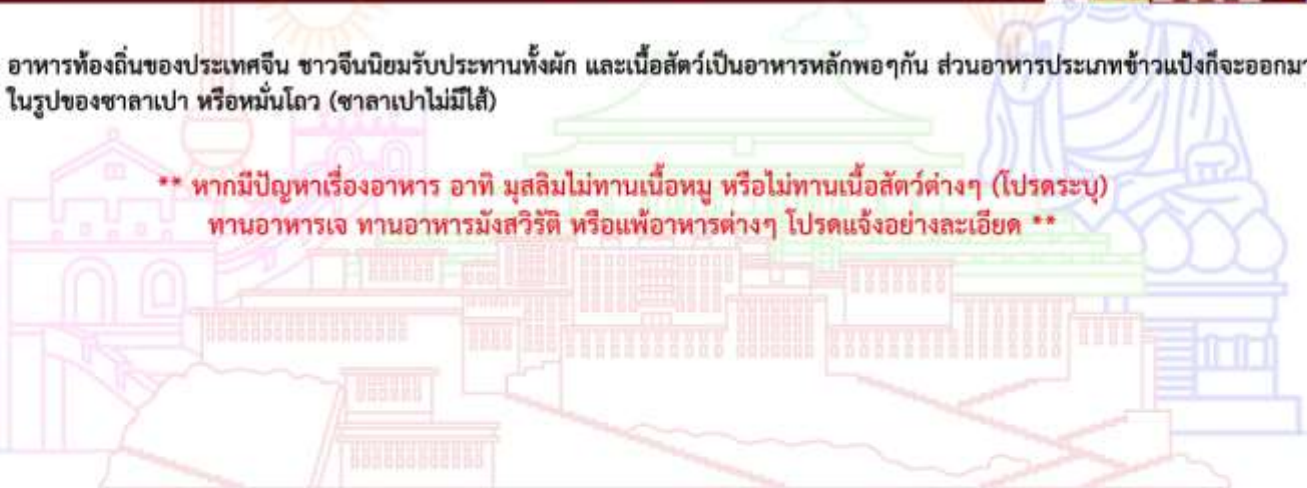 อาหารท้องถิ่นของประเทศจีน ชาวจีนนิยมรับประทานทั้งผัก และเนื้อสัตว์เป็นอาหารหลักพอๆกัน ส่วนอาหารประเภทข้าวแป้งก็จะออกมา
ในรูปของซาลาเปา หรือหมั่นโถว (ซาลาเปาไม่มีไส้)
** หากมีปัญหาเรื่องอาหาร อาทิ มุสลิมไม่ทานเนื้อหมู หรือไม่ทานเนื้อสัตว์ต่างๆ (โปรดระบุ)
ทานอาหารเจ ทานอาหารมังสวิรัติ หรือแพ้อาหารต่างๆ โปรดแจ้งอย่างละเอียด **